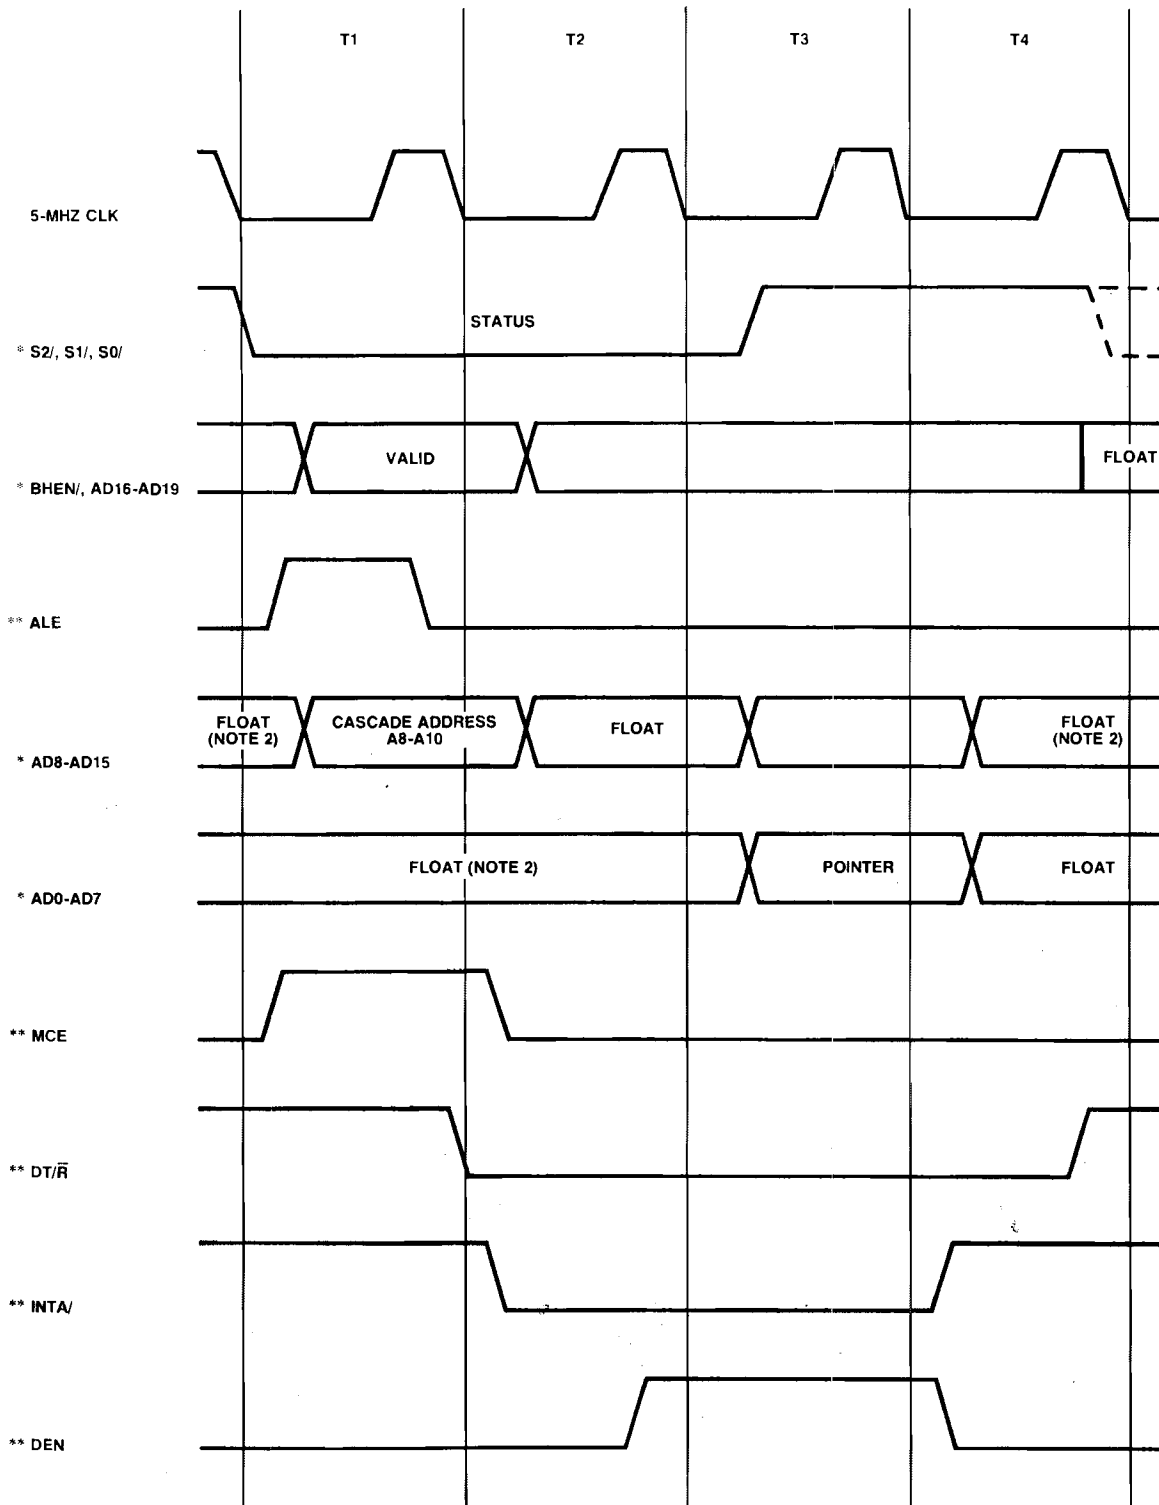 T1 T2 T3 T4
5-MHZ CLK
STATUS
* S2/, S1/, S0/
VALID
FLOAT
* BHEN/, AD16-AD19
** ALE
FLOAT
(NOTE 2)
CASCADE ADDRESS
A8-A10
FLOAT
FLOAT
(NOTE 2)
* AD8-AD15
FLOAT (NOTE 2)
POINTER
FLOAT
* AD0-AD7
** MCE
** DT/R̅
** INTA/
** DEN